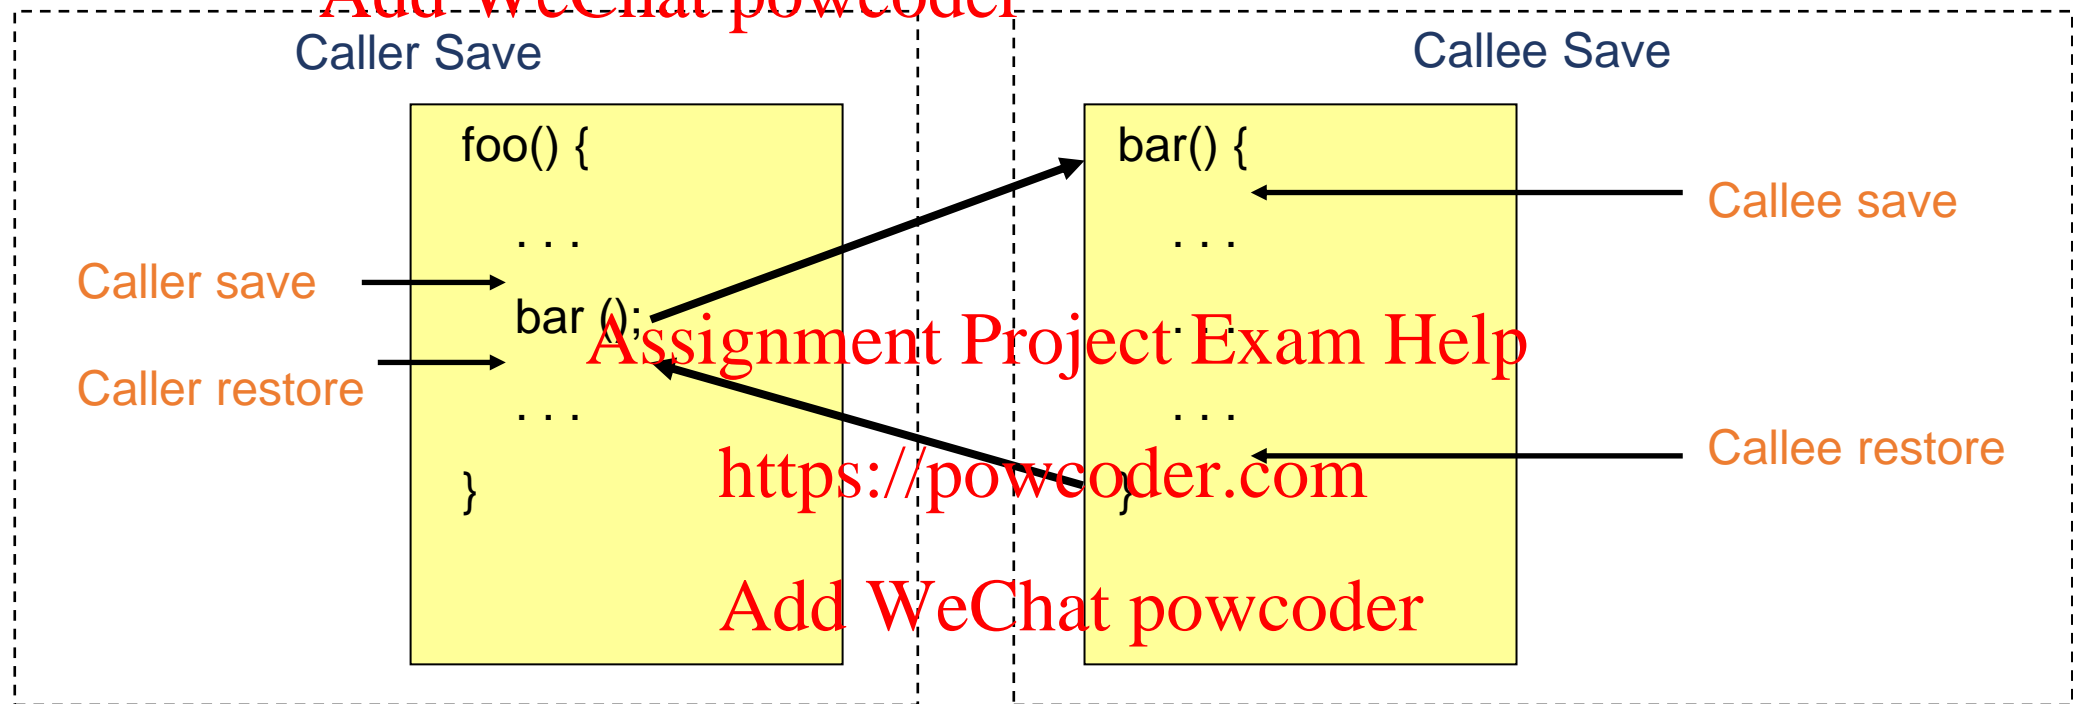 Add WeChat powcoder
Caller Save
foo() {
. . .
Caller save
bar ();
Caller restore
. . .
}
Callee Save
bar() {
Callee save
. . .
. . .
. . .
Callee restore
}
Assignment Project Exam Help
https://powcoder.com
Add WeChat powcoder